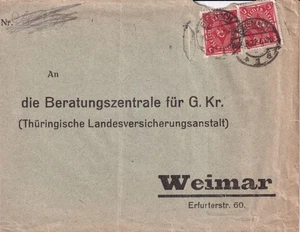 Nr.
An
die Beratungszentrale für G. Kr.
(Thüringische Landesversicherungsanstalt)
Weimar
Erfurterstr. 60.